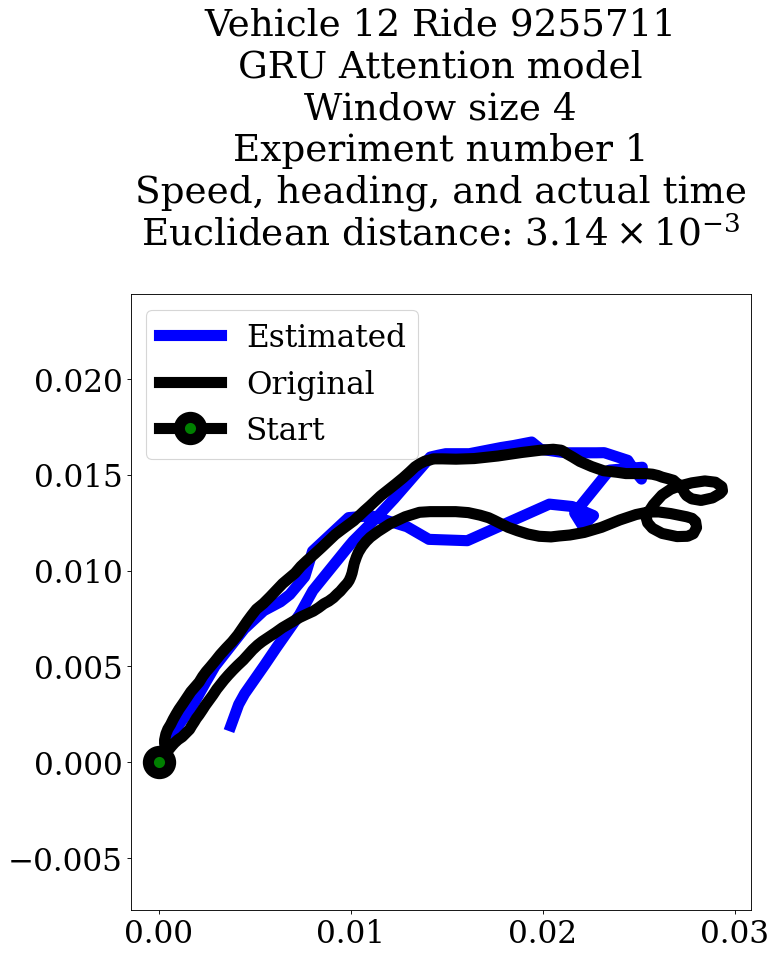 Vehicle 12 Ride 9255711
GRU Attention model
Window size 4
Experiment number 1
Speed, heading, and actual time
Euclidean distance: 3.14 × 10⁻³
Estimated
Original
Start
0.020
0.015
0.010
0.005
0.000
−0.005
0.00 0.01 0.02 0.03